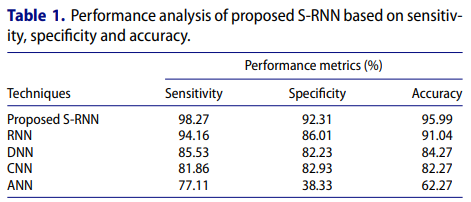 Table 1. Performance analysis of proposed S-RNN based on sensitiv-
ity, specificity and accuracy.
Performance metrics (%)
Techniques Sensitivity Specificity Accuracy
Proposed S-RNN 98.27 92.31 95.99
RNN 94.16 86.01 91.04
DNN 85.53 82.23 84.27
CNN 81.86 82.93 82.27
ANN 77.11 38.33 62.27